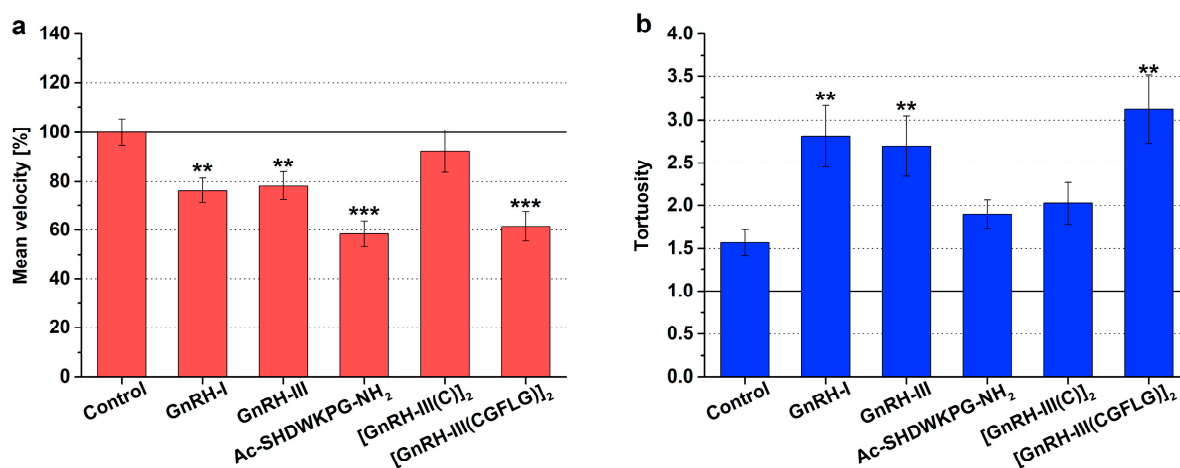 a
140
120
100
80
60
40
20
0
Mean velocity [%]
**
**
***
***
Control
GnRH-I
GnRH-III
Ac-SHDWKPG-NH₂
[GnRH-III(C)]₂
[GnRH-III(CGFLG)]₂
b
4.0
3.5
3.0
2.5
2.0
1.5
1.0
0.5
0.0
Tortuosity
**
**
**
Control
GnRH-I
GnRH-III
Ac-SHDWKPG-NH₂
[GnRH-III(C)]₂
[GnRH-III(CGFLG)]₂